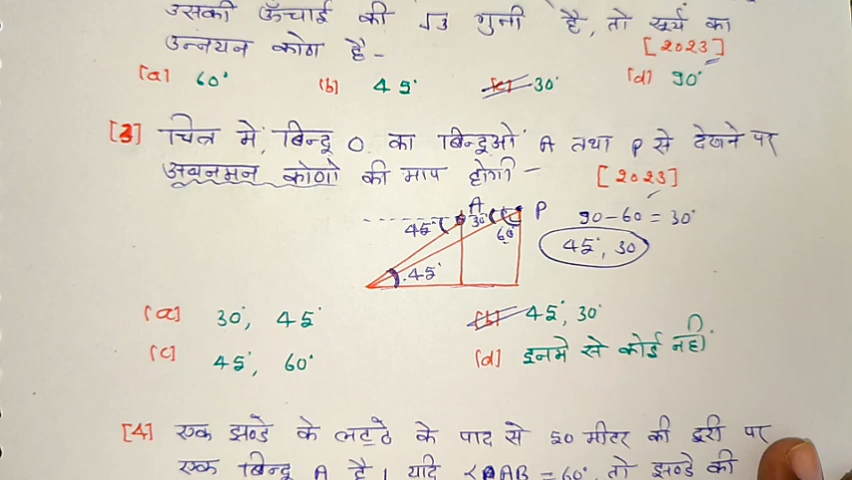 उसकी ऊँचाई की √3 गुनी है, तो सूर्य का
उन्नयन कोण है - [2023]
[a] 60° [b] 45° [c] 30° [d] 90°
[3] चित्र में, बिन्दू O का बिन्दूओं A तथा P से देखने पर
अवनमन कोणो की माप होगी - [2023]
A P 90-60=30°
45° 30° 60° 45°, 30
45°
[a] 30°, 45° [b] 45°, 30°
[c] 45°, 60° [d] इनमे से कोई नहीं
[4] एक झण्डे के लट्ठे के पाद से 50 मीटर की दूरी पर
एक बिन्दू A है। यदि <PAB=60°, तो झण्डे की